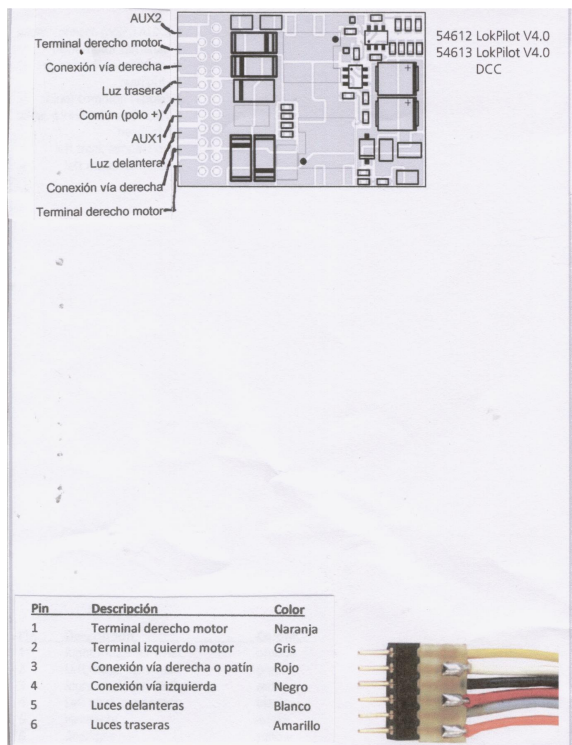 AUX2
Terminal derecho motor
Conexión vía derecha
Luz trasera
Común (polo +)
AUX1
Luz delantera
Conexión vía derecha
Terminal derecho motor
54612 LokPilot V4.0
54613 LokPilot V4.0
DCC
+
+
Pin Descripción Color
1 Terminal derecho motor Naranja
2 Terminal izquierdo motor Gris
3 Conexión vía derecha o patín Rojo
4 Conexión vía izquierda Negro
5 Luces delanteras Blanco
6 Luces traseras Amarillo